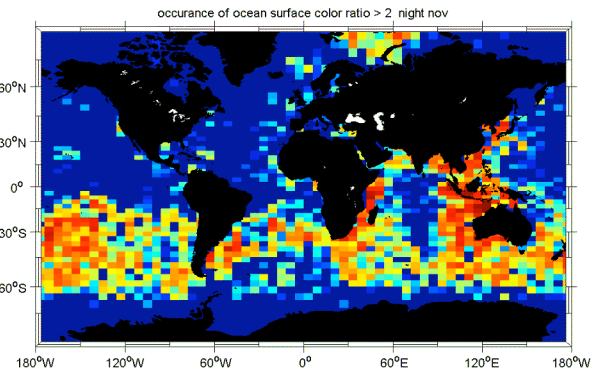 occurance of ocean surface color ratio > 2 night nov
60°N
30°N
0°
30°S
60°S
180°W 120°W 60°W 0° 60°E 120°E 180°W